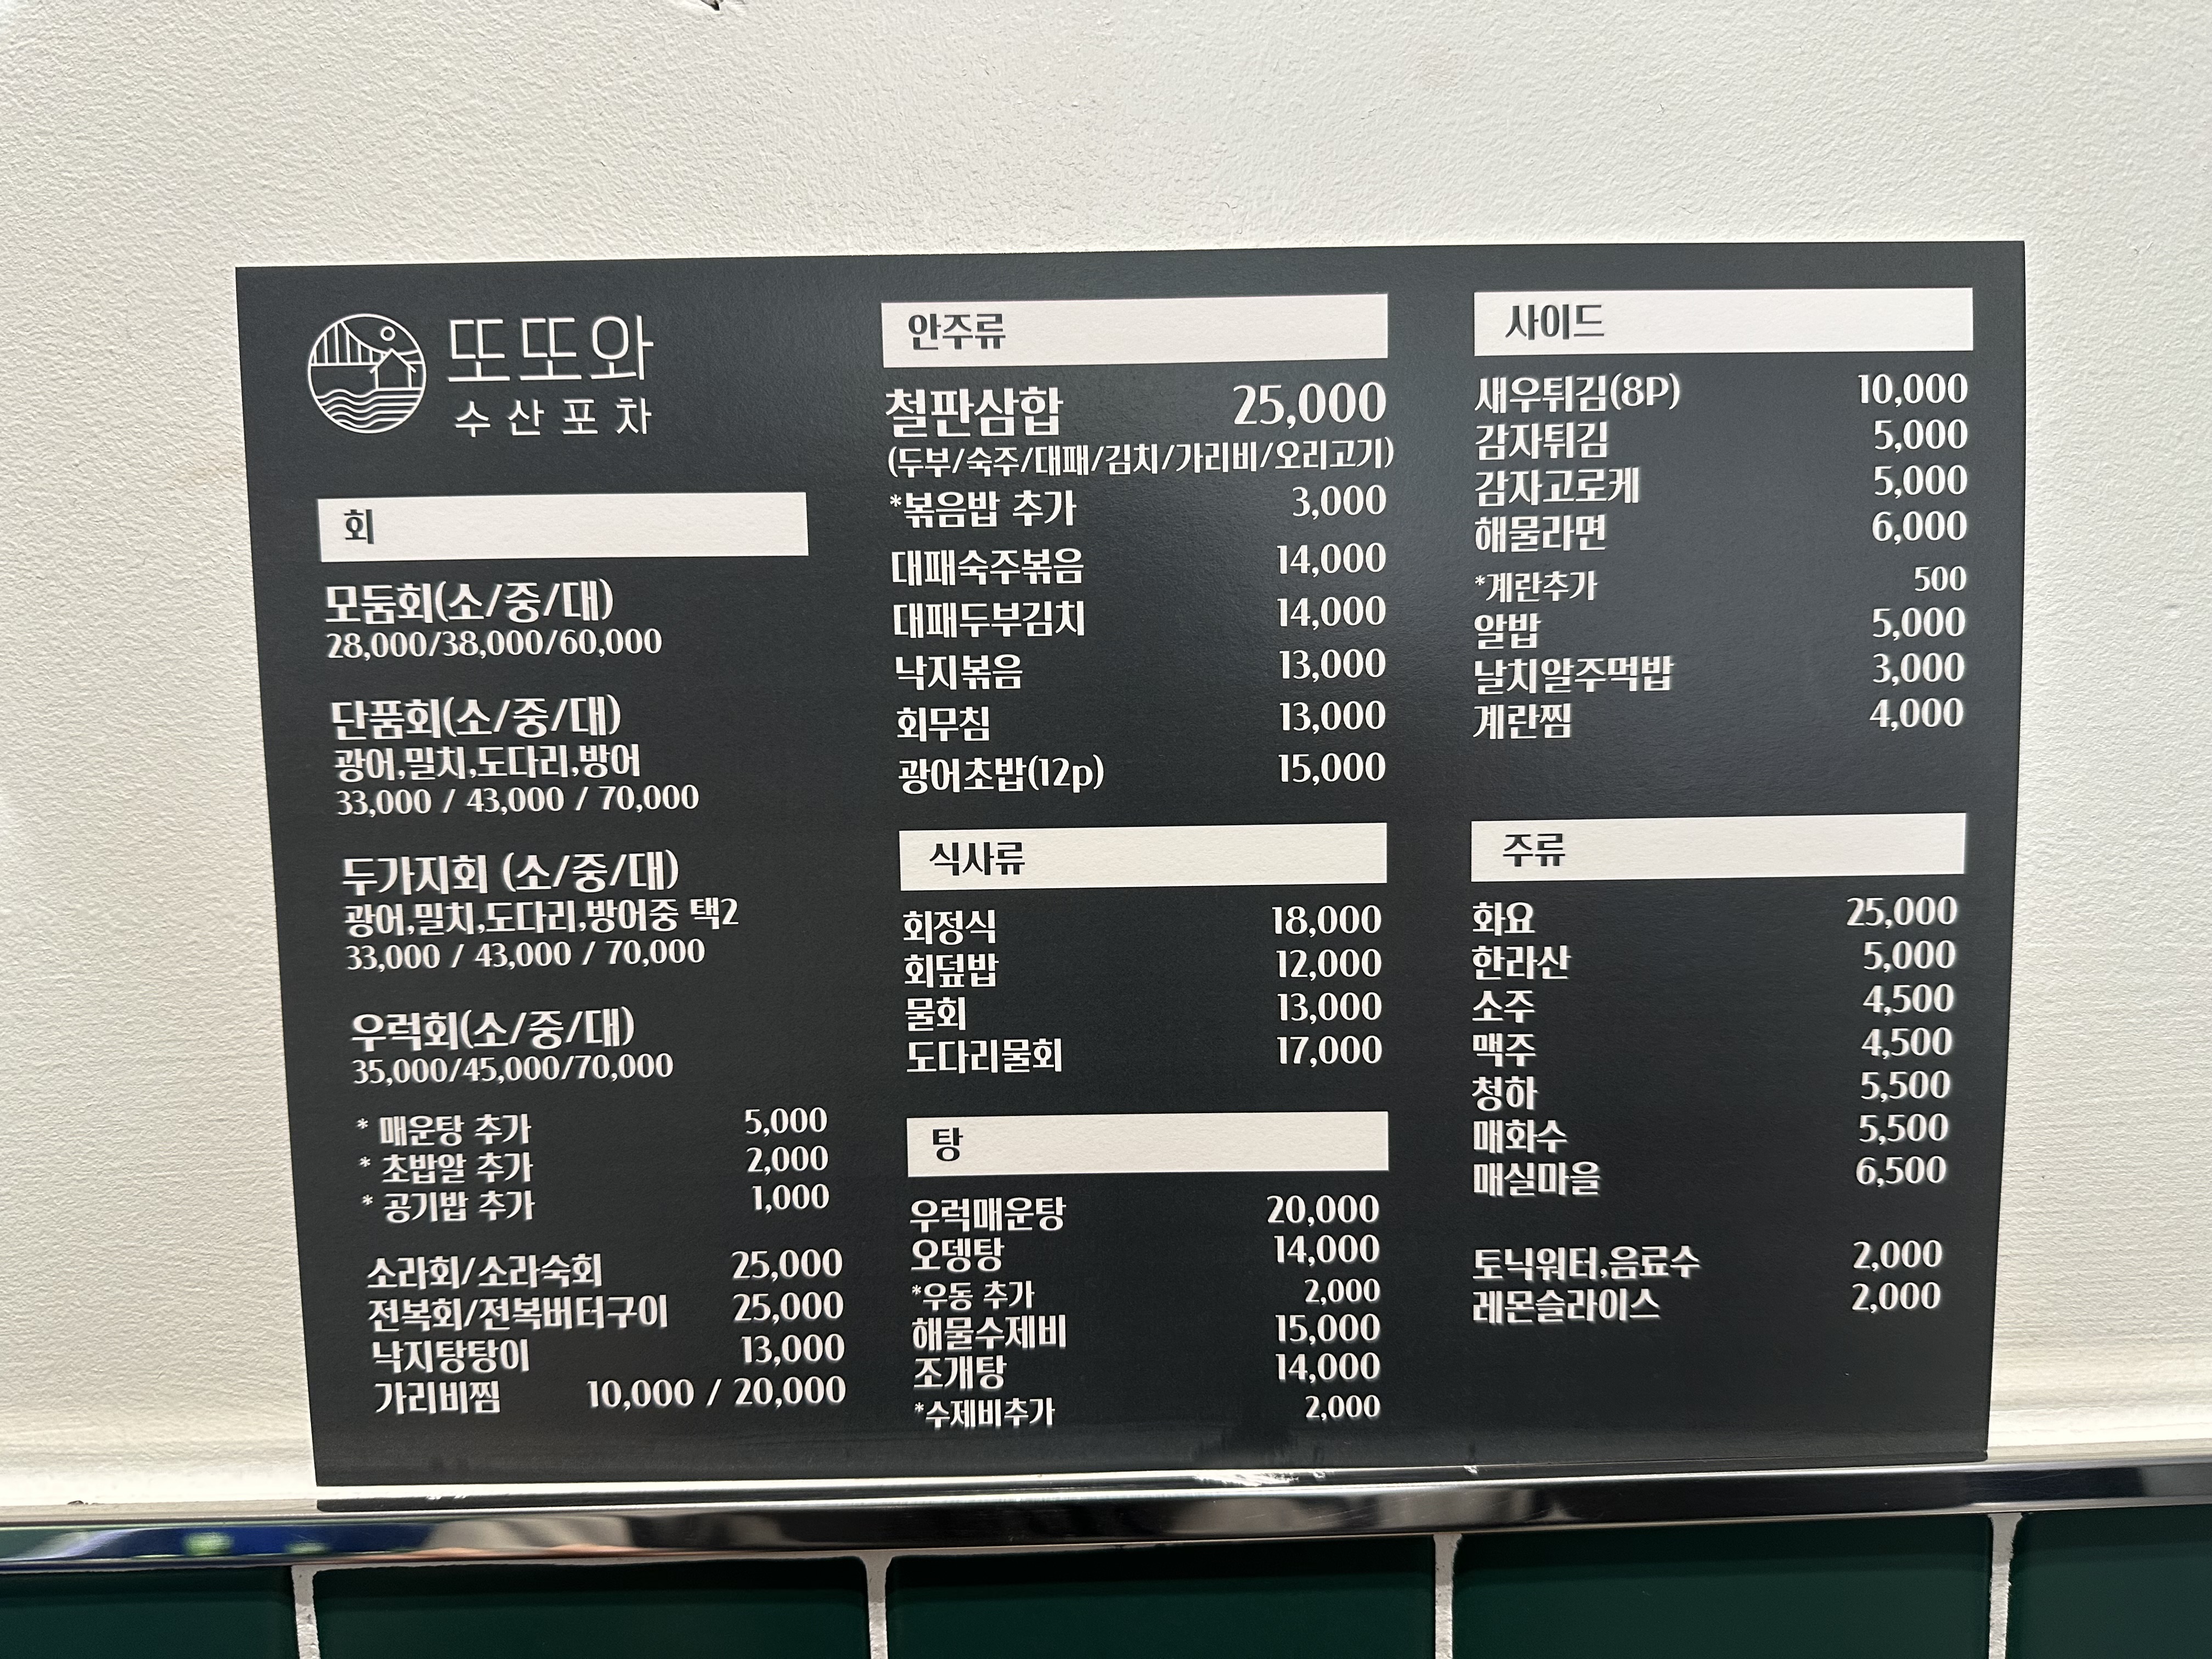 또또와
수산포차
회
모둠회(소/중/대)
28,000/38,000/60,000
단품회(소/중/대)
광어,밀치,도다리,방어
33,000 / 43,000 / 70,000
두가지회 (소/중/대)
광어,밀치,도다리,방어중 택2
33,000 / 43,000 / 70,000
우럭회(소/중/대)
35,000/45,000/70,000
* 매운탕 추가 5,000
* 초밥알 추가 2,000
* 공기밥 추가 1,000
소라회/소라숙회 25,000
전복회/전복버터구이 25,000
낙지탕탕이 13,000
가리비찜 10,000 / 20,000
안주류
철판삼합 25,000
(두부/숙주/대패/김치/가리비/오리고기)
*볶음밥 추가 3,000
대패숙주볶음 14,000
대패두부김치 14,000
낙지볶음 13,000
회무침 13,000
광어초밥(12p) 15,000
식사류
회정식 18,000
회덮밥 12,000
물회 13,000
도다리물회 17,000
탕
우럭매운탕 20,000
오뎅탕 14,000
*우동 추가 2,000
해물수제비 15,000
조개탕 14,000
*수제비추가 2,000
사이드
새우튀김(8P) 10,000
감자튀김 5,000
감자고로케 5,000
해물라면 6,000
*계란추가 500
알밥 5,000
날치알주먹밥 3,000
계란찜 4,000
주류
화요 25,000
한라산 5,000
소주 4,500
맥주 4,500
청하 5,500
매화수 5,500
매실마을 6,500
토닉워터,음료수 2,000
레몬슬라이스 2,000